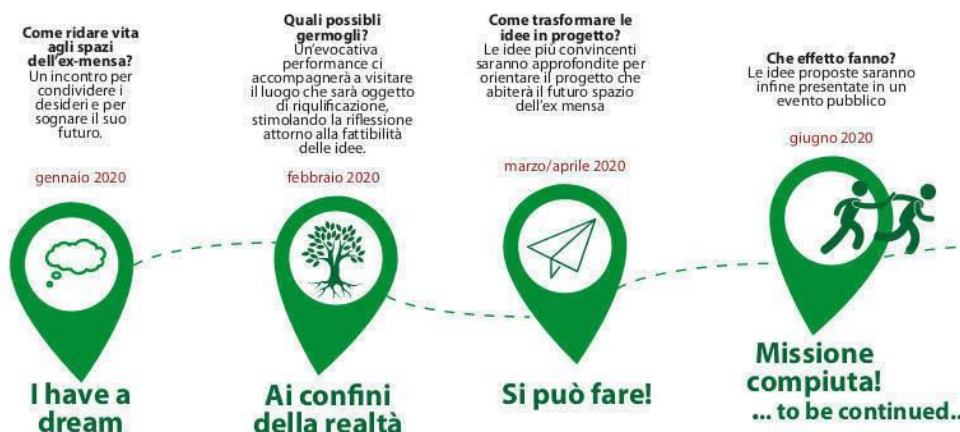 Come ridare vita
agli spazi
dell'ex-mensa?
Un incontro per
condividere i
desideri e per
sognare il suo
futuro.
gennaio 2020
I have a
dream
Quali possibli
germogli?
Un'evocativa
performance ci
accompagnerà a visitare
il luogo che sarà oggetto
di riqulificazione,
stimolando la riflessione
attorno alla fattibilità
delle idee.
febbraio 2020
Ai confini
della realtà
Come trasformare le
idee in progetto?
Le idee più convincenti
saranno approfondite per
orientare il progetto che
abiterà il futuro spazio
dell'ex mensa
marzo/aprile 2020
Si può fare!
Che effetto fanno?
Le idee proposte saranno
infine presentate in un
evento pubblico
giugno 2020
Missione
compiuta!
... to be continued..